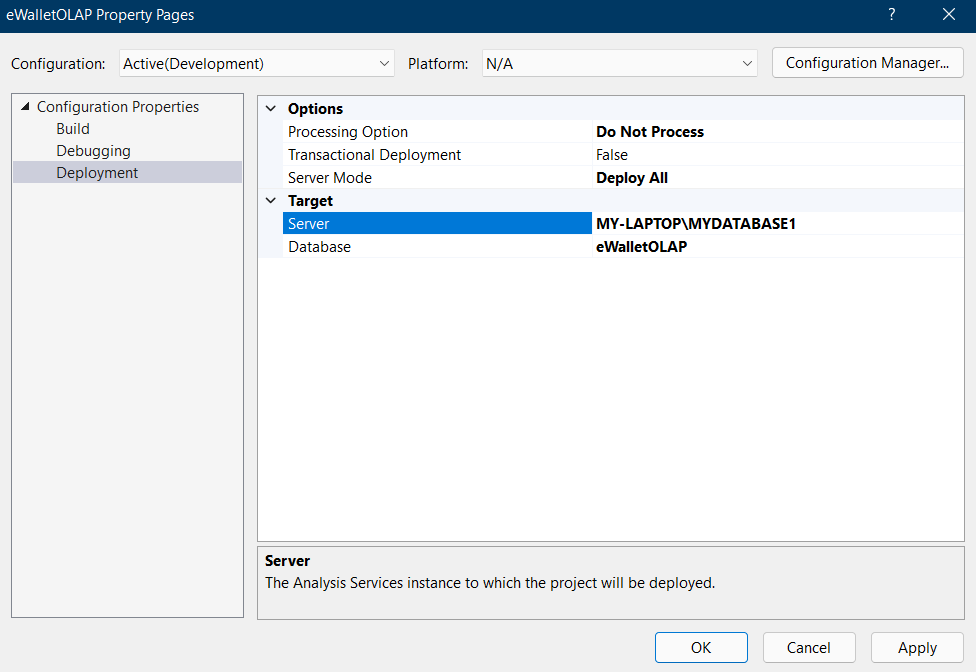 eWalletOLAP Property Pages
?
Configuration: Active(Development) Platform: N/A Configuration Manager...
Configuration Properties
Build
Debugging
Deployment
Options
Processing Option Do Not Process
Transactional Deployment False
Server Mode Deploy All
Target
Server MY-LAPTOP\MYDATABASE1
Database eWalletOLAP
Server
The Analysis Services instance to which the project will be deployed.
OK Cancel Apply